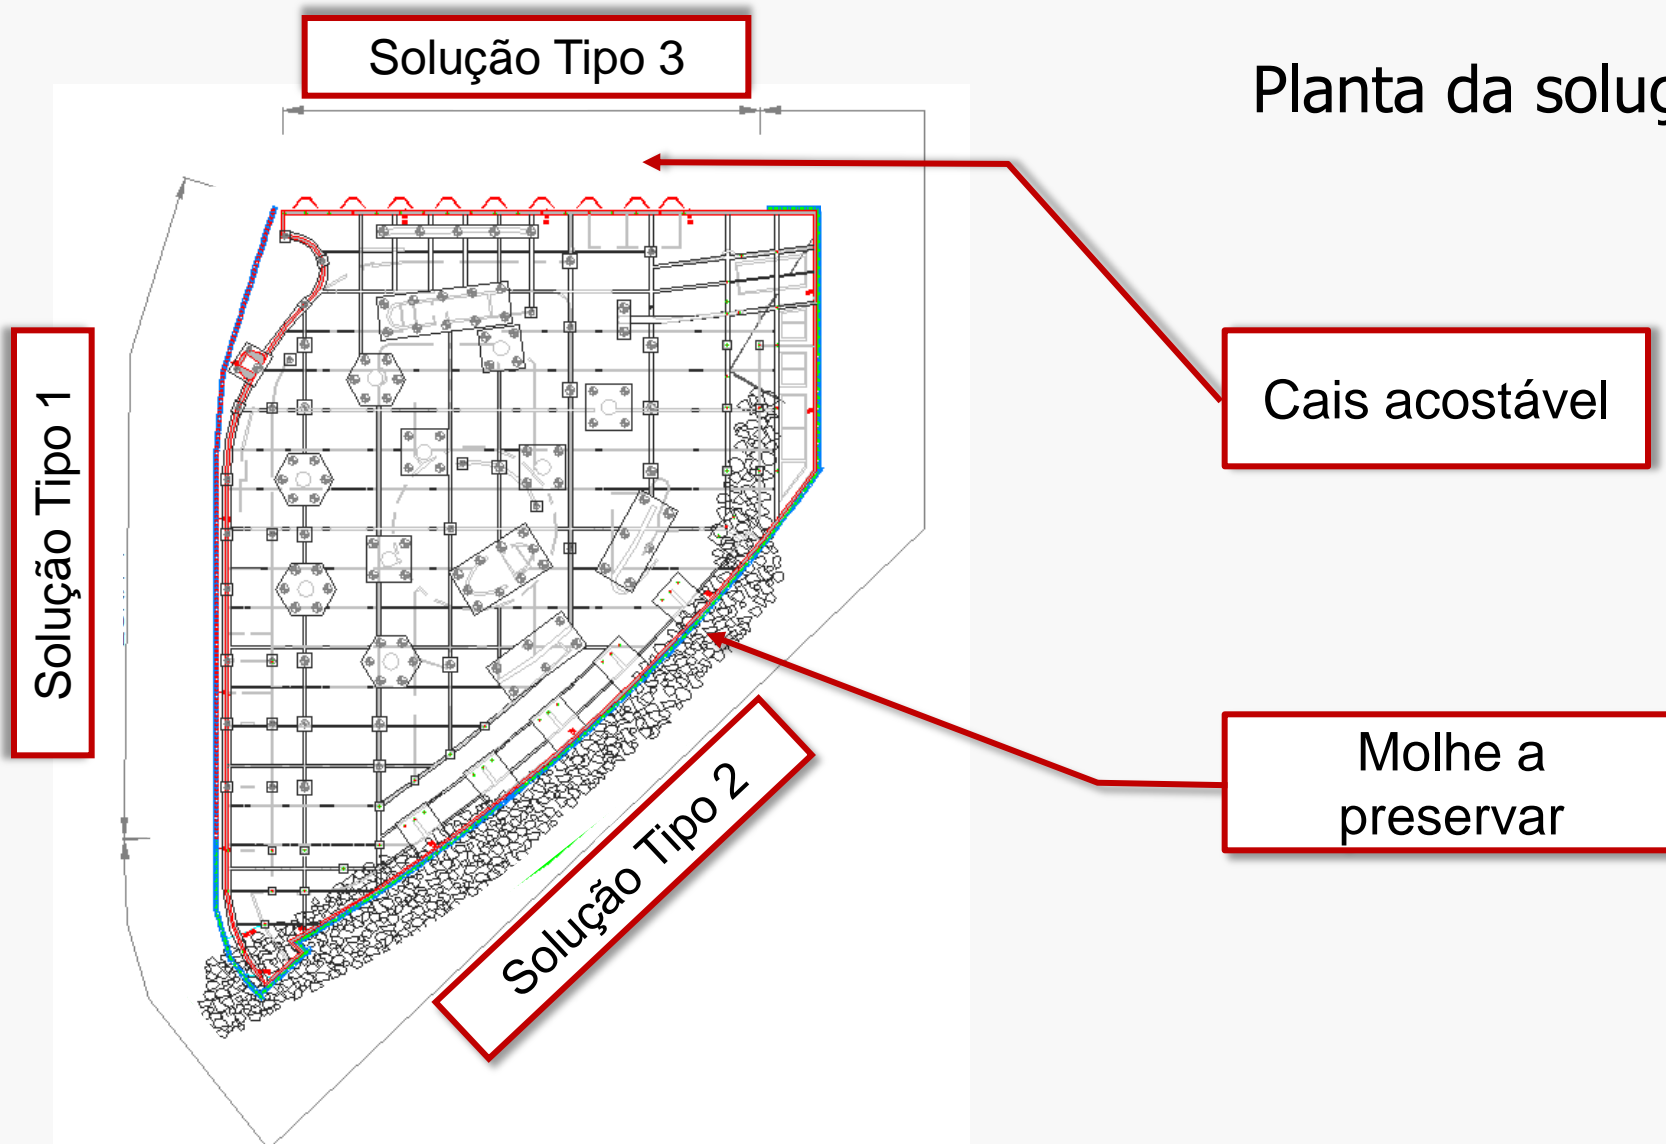 Solução Tipo 3
Planta da soluç
Solução Tipo 1
Cais acostável
Molhe a
preservar
Solução Tipo 2